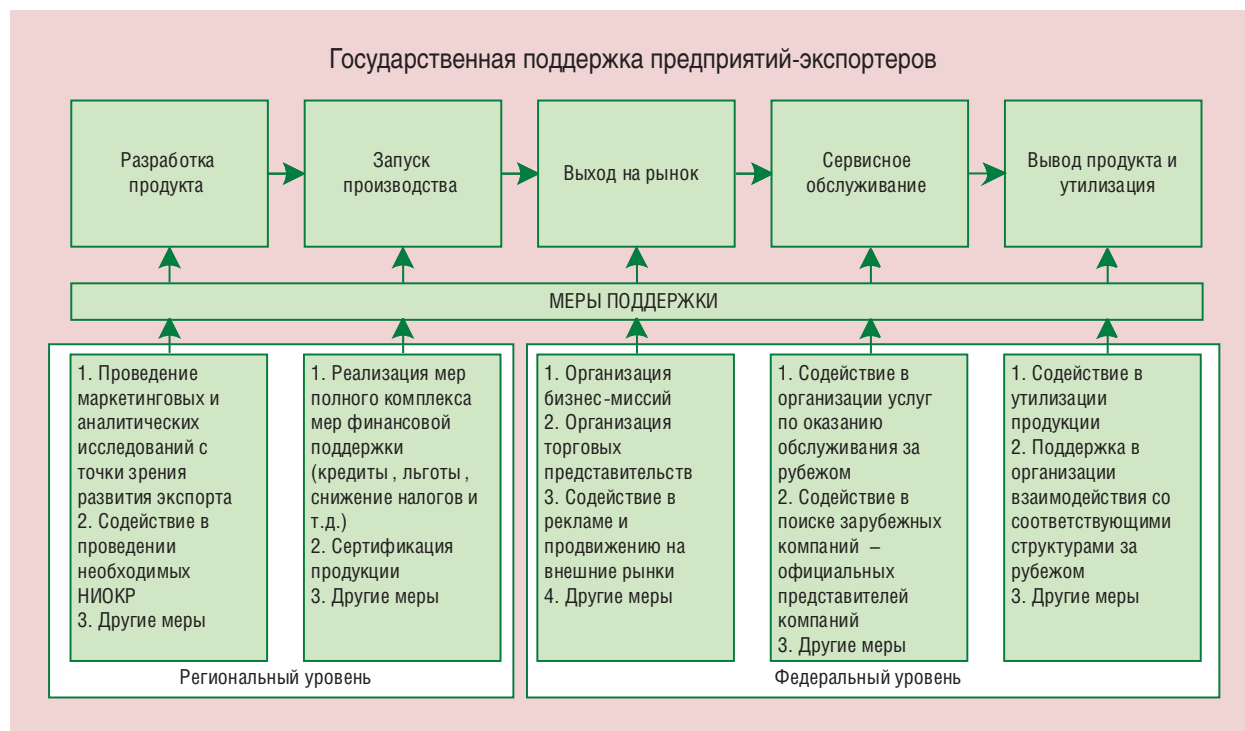 Государственная поддержка предприятий-экспортеров
Разработка
продукта
Запуск
производства
Выход на рынок
Сервисное
обслуживание
Вывод продукта и
утилизация
МЕРЫ ПОДДЕРЖКИ
1. Проведение
маркетинговых и
аналитических
исследований с
точки зрения
развития экспорта
2. Содействие в
проведении
необходимых
НИОКР
3. Другие меры
1. Реализация мер
полного комплекса
мер финансовой
поддержки
(кредиты , льготы ,
снижение налогов и
т.д.)
2. Сертификация
продукции
3. Другие меры
Региональный уровень
1. Организация
бизнес-миссий
2. Организация
торговых
представительств
3. Содействие в
рекламе и
продвижению на
внешние рынки
4. Другие меры
1. Содействие в
организации услуг
по оказанию
обслуживания за
рубежом
2. Содействие в
поиске зарубежных
компаний –
официальных
представителей
компаний
3. Другие меры
1. Содействие в
утилизации
продукции
2. Поддержка в
организации
взаимодействия со
соответствующими
структурами за
рубежом
3. Другие меры
Федеральный уровень